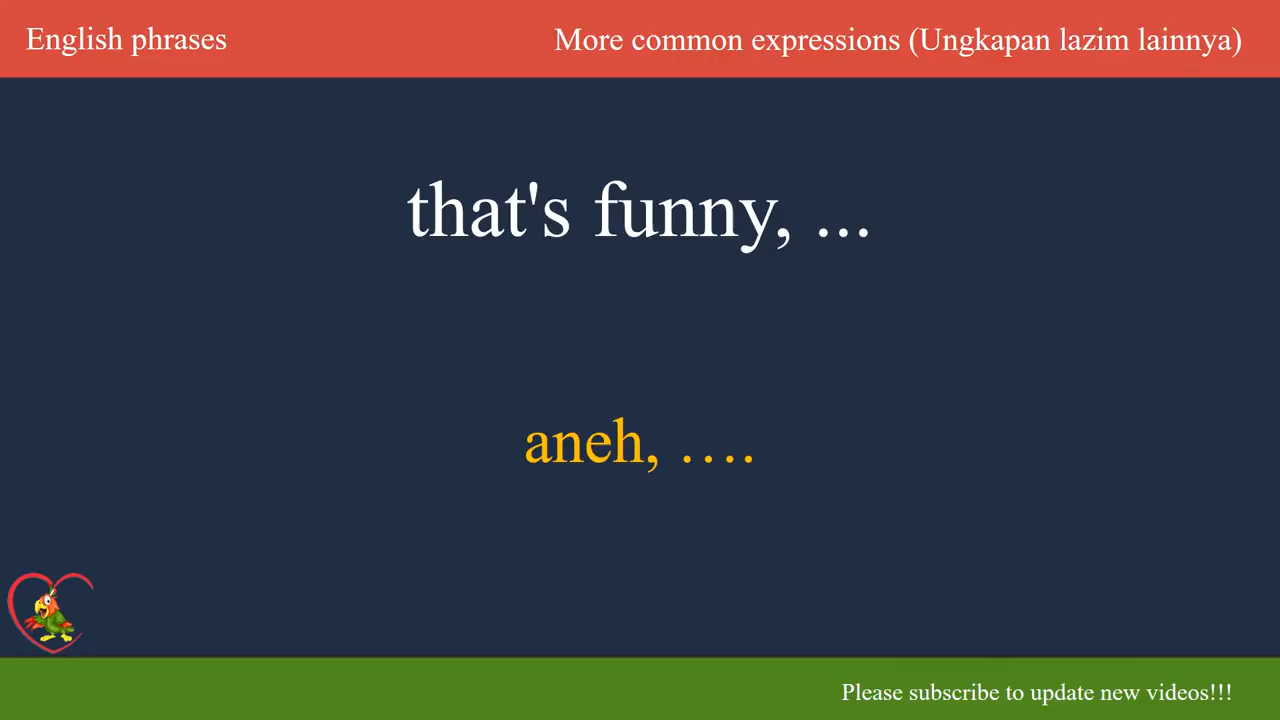 English phrases
More common expressions (Ungkapan lazim lainnya)
that's funny, ...
aneh, ….
Please subscribe to update new videos!!!